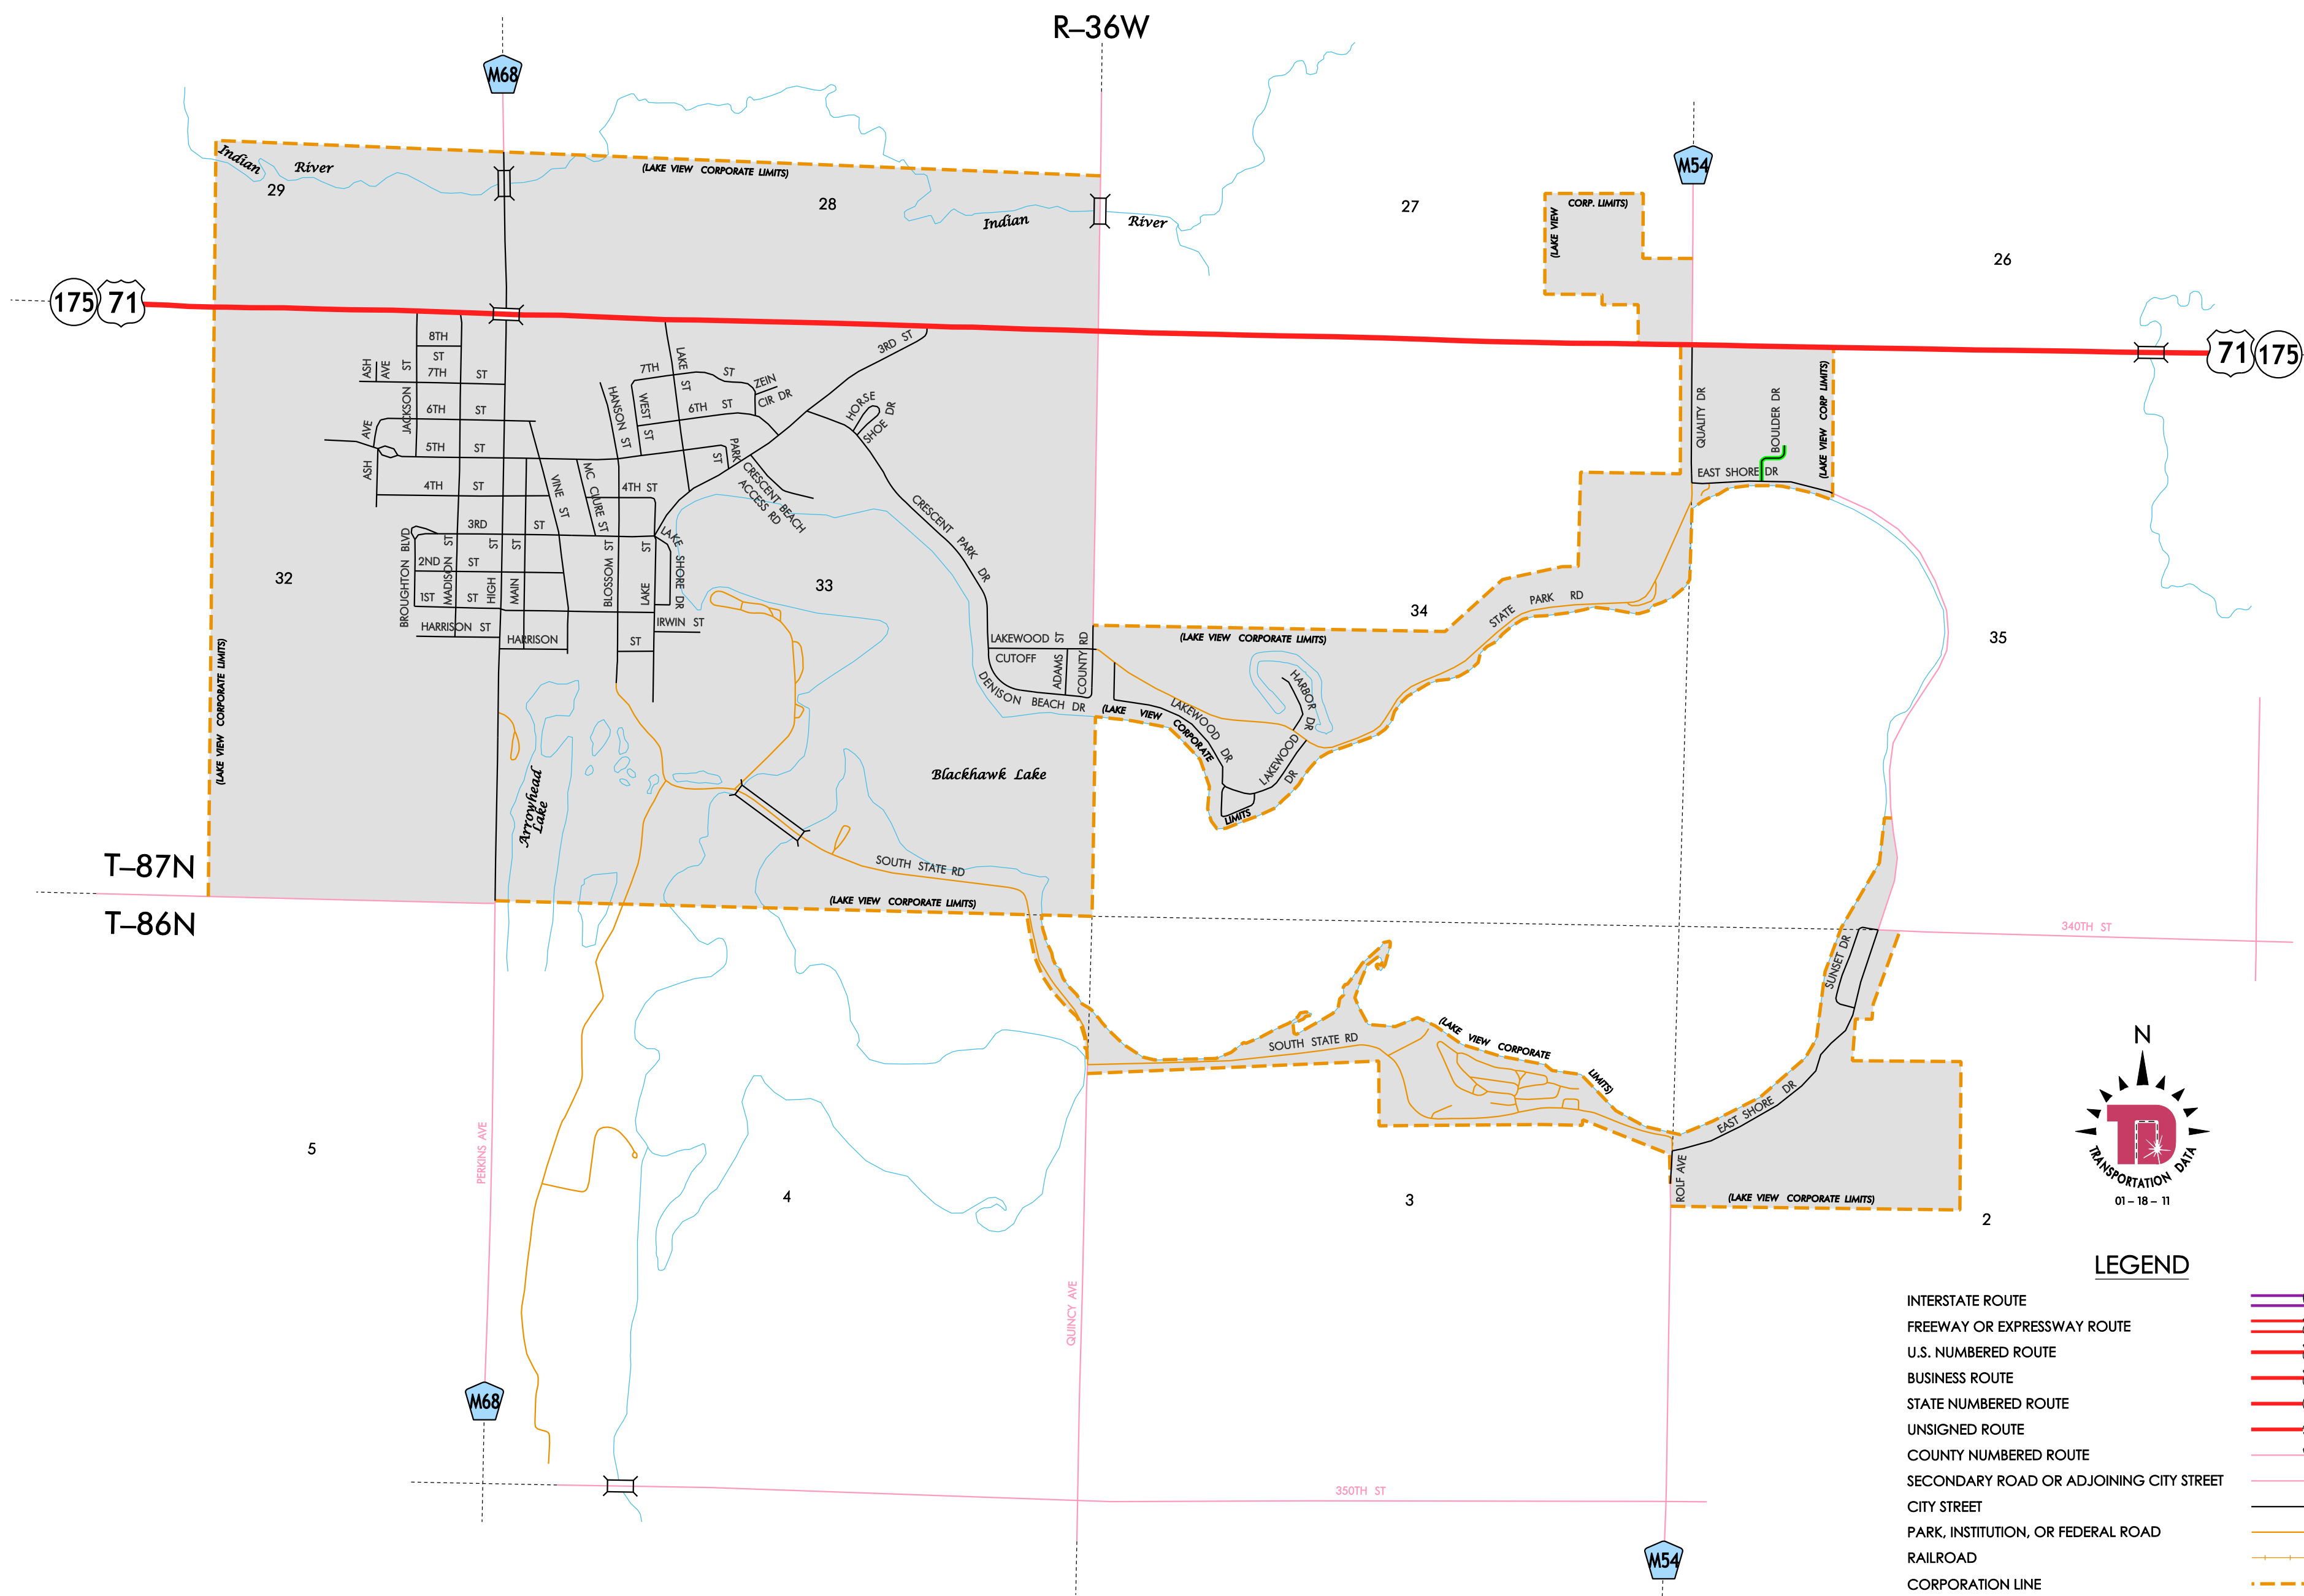 R–36W
M68
M54
Indian River
(LAKE VIEW CORPORATE LIMITS)
29
28
Indian River
27
(LAKE VIEW
CORP. LIMITS)
26
175
71
71
175
8TH
ST
ASH
AVE
JACKSON ST
7TH ST
6TH ST
ASH AVE
5TH ST
4TH ST
3RD ST
BROUGHTON BLVD
2ND ST
MADISON ST
HIGH ST
MAIN ST
1ST ST
HARRISON ST
HARRISON ST
VINE ST
MC CLURE ST
4TH ST
BLOSSOM ST
LAKE ST
LAKE SHORE DR
IRWIN ST
HANSON ST
WEST ST
7TH ST
LAKE ST
6TH ST
ZEIN
CIR DR
PARK ST
CRESCENT BEACH
ACCESS RD
3RD ST
HORSE
SHOE DR
CRESCENT PARK DR
LAKEWOOD ST
CUTOFF
ADAMS
COUNTY RD
DENISON BEACH DR
QUALITY DR
BOULDER DR
(LAKE VIEW CORP LIMITS)
EAST SHORE DR
32
33
34
35
(LAKE VIEW CORPORATE LIMITS)
(LAKE VIEW CORPORATE LIMITS)
STATE PARK RD
HARBOR DR
LAKEWOOD DR
LAKEWOOD DR
(LAKE VIEW CORPORATE
LIMITS
Arrowhead
Lake
Blackhawk Lake
SOUTH STATE RD
(LAKE VIEW CORPORATE LIMITS)
T–87N
T–86N
340TH ST
SUNSET DR
SOUTH STATE RD
(LAKE VIEW CORPORATE LIMITS)
EAST SHORE DR
ROLF AVE
(LAKE VIEW CORPORATE LIMITS)
5
4
3
2
PERKINS AVE
QUINCY AVE
350TH ST
M68
M54
N
TD
TRANSPORTATION DATA
01 – 18 – 11
LEGEND
INTERSTATE ROUTE
FREEWAY OR EXPRESSWAY ROUTE
U.S. NUMBERED ROUTE
BUSINESS ROUTE
STATE NUMBERED ROUTE
UNSIGNED ROUTE
COUNTY NUMBERED ROUTE
SECONDARY ROAD OR ADJOINING CITY STREET
CITY STREET
PARK, INSTITUTION, OR FEDERAL ROAD
RAILROAD
CORPORATION LINE